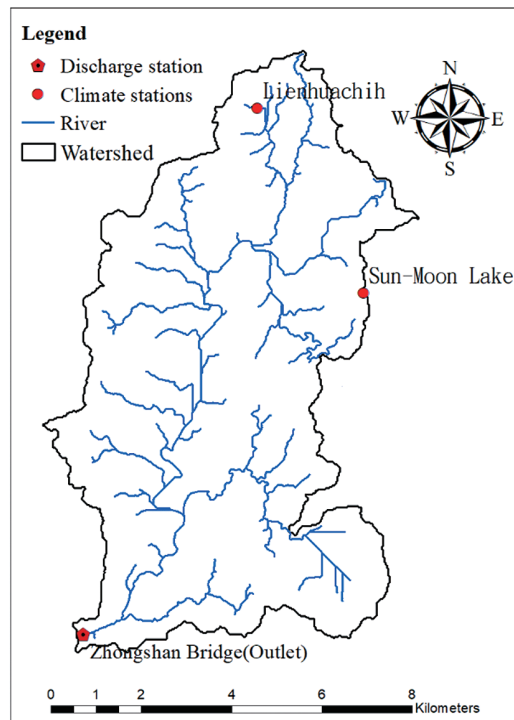 Legend
Discharge station
Climate stations
River
Watershed
Lienhuachih
N
W E
S
Sun-Moon Lake
Zhongshan Bridge(Outlet)
0 1 2 4 6 8
Kilometers